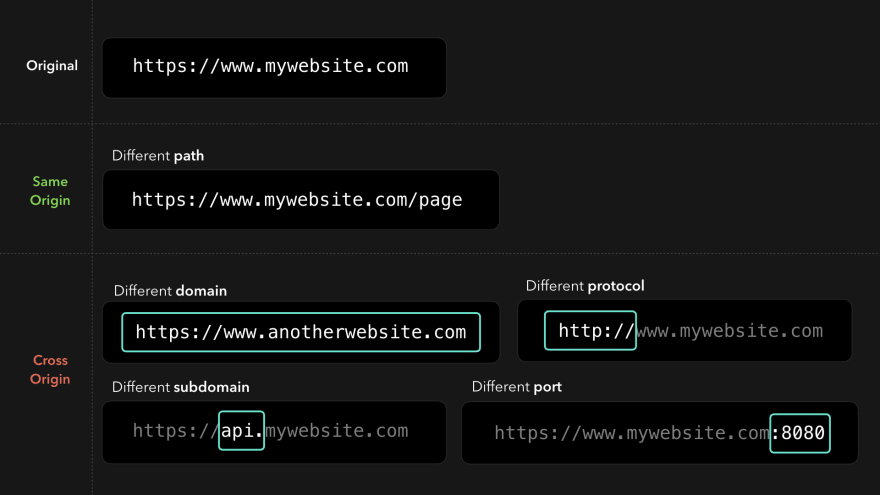 Original
https://www.mywebsite.com
Different path
Same
Origin
https://www.mywebsite.com/page
Different domain
https://www.anotherwebsite.com
Different protocol
http://www.mywebsite.com
Cross
Origin
Different subdomain
https://api.mywebsite.com
Different port
https://www.mywebsite.com:8080